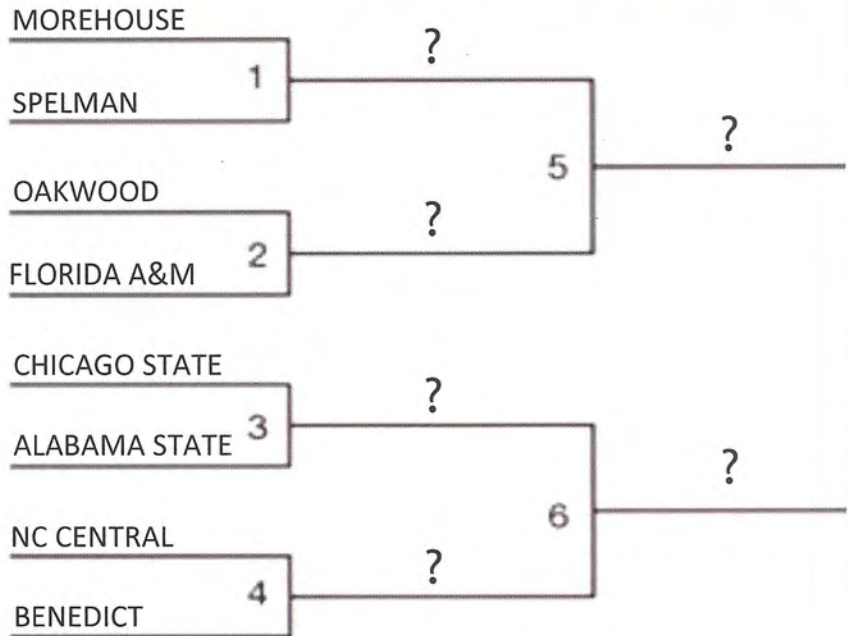 MOREHOUSE
?
1
SPELMAN
?
5
OAKWOOD
?
2
FLORIDA A&M
CHICAGO STATE
?
3
ALABAMA STATE
?
6
NC CENTRAL
?
4
BENEDICT